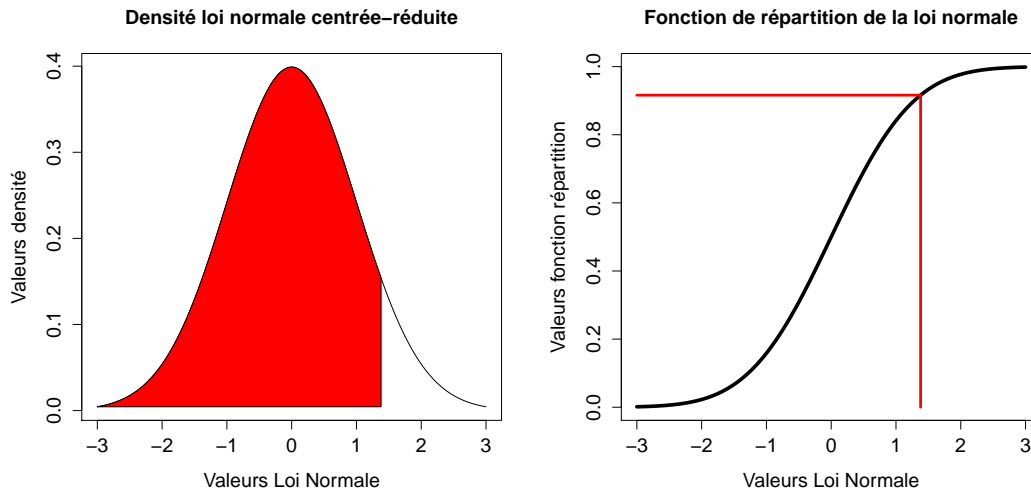 Densité loi normale centrée−réduite
Valeurs densité
0.0
0.1
0.2
0.3
0.4
−3 −2 −1 0 1 2 3
Valeurs Loi Normale
Fonction de répartition de la loi normale
Valeurs fonction répartition
0.0
0.2
0.4
0.6
0.8
1.0
−3 −2 −1 0 1 2 3
Valeurs Loi Normale